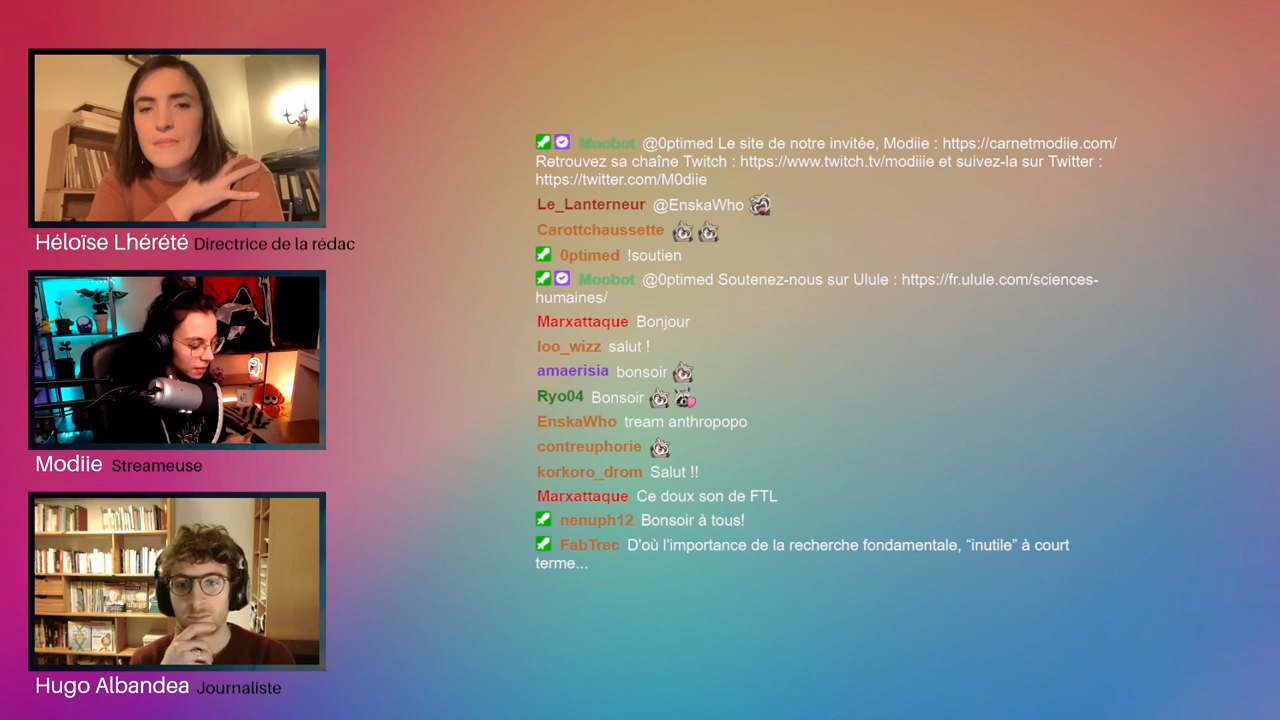 Héloïse Lhérété Directrice de la rédac
Modiie Streameuse
Hugo Albandea Journaliste
Moobot @0ptimed Le site de notre invitée, Modiie : https://carnetmodiie.com/
Retrouvez sa chaîne Twitch : https://www.twitch.tv/modiiie et suivez-la sur Twitter :
https://twitter.com/M0diie
Le_Lanterneur @EnskaWho
Carottchaussette
0ptimed !soutien
Moobot @0ptimed Soutenez-nous sur Ulule : https://fr.ulule.com/sciences-
humaines/
Marxattaque Bonjour
loo_wizz salut !
amaerisia bonsoir
Ryo04 Bonsoir
EnskaWho tream anthropopo
contreuphorie
korkoro_drom Salut !!
Marxattaque Ce doux son de FTL
nenuph12 Bonsoir à tous!
FabTrec D'où l'importance de la recherche fondamentale, “inutile” à court
terme...